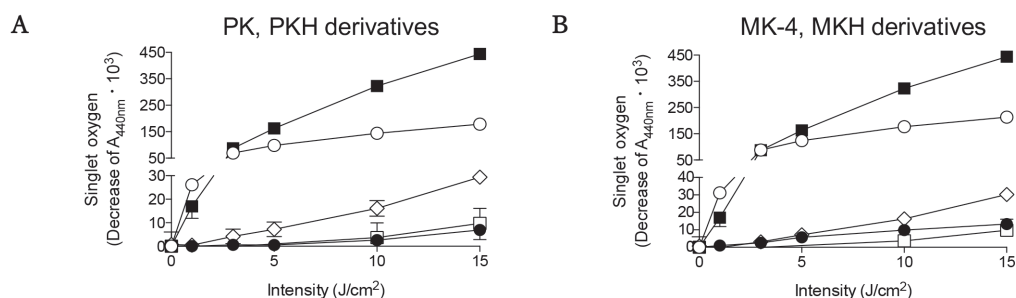 A
PK, PKH derivatives
Singlet oxygen
(Decrease of A440nm · 10³)
450
350
250
150
50
30
20
10
0
0
5
10
15
Intensity (J/cm²)
B
MK-4, MKH derivatives
Singlet oxygen
(Decrease of A440nm · 10³)
450
350
250
150
50
40
30
20
10
0
0
5
10
15
Intensity (J/cm²)